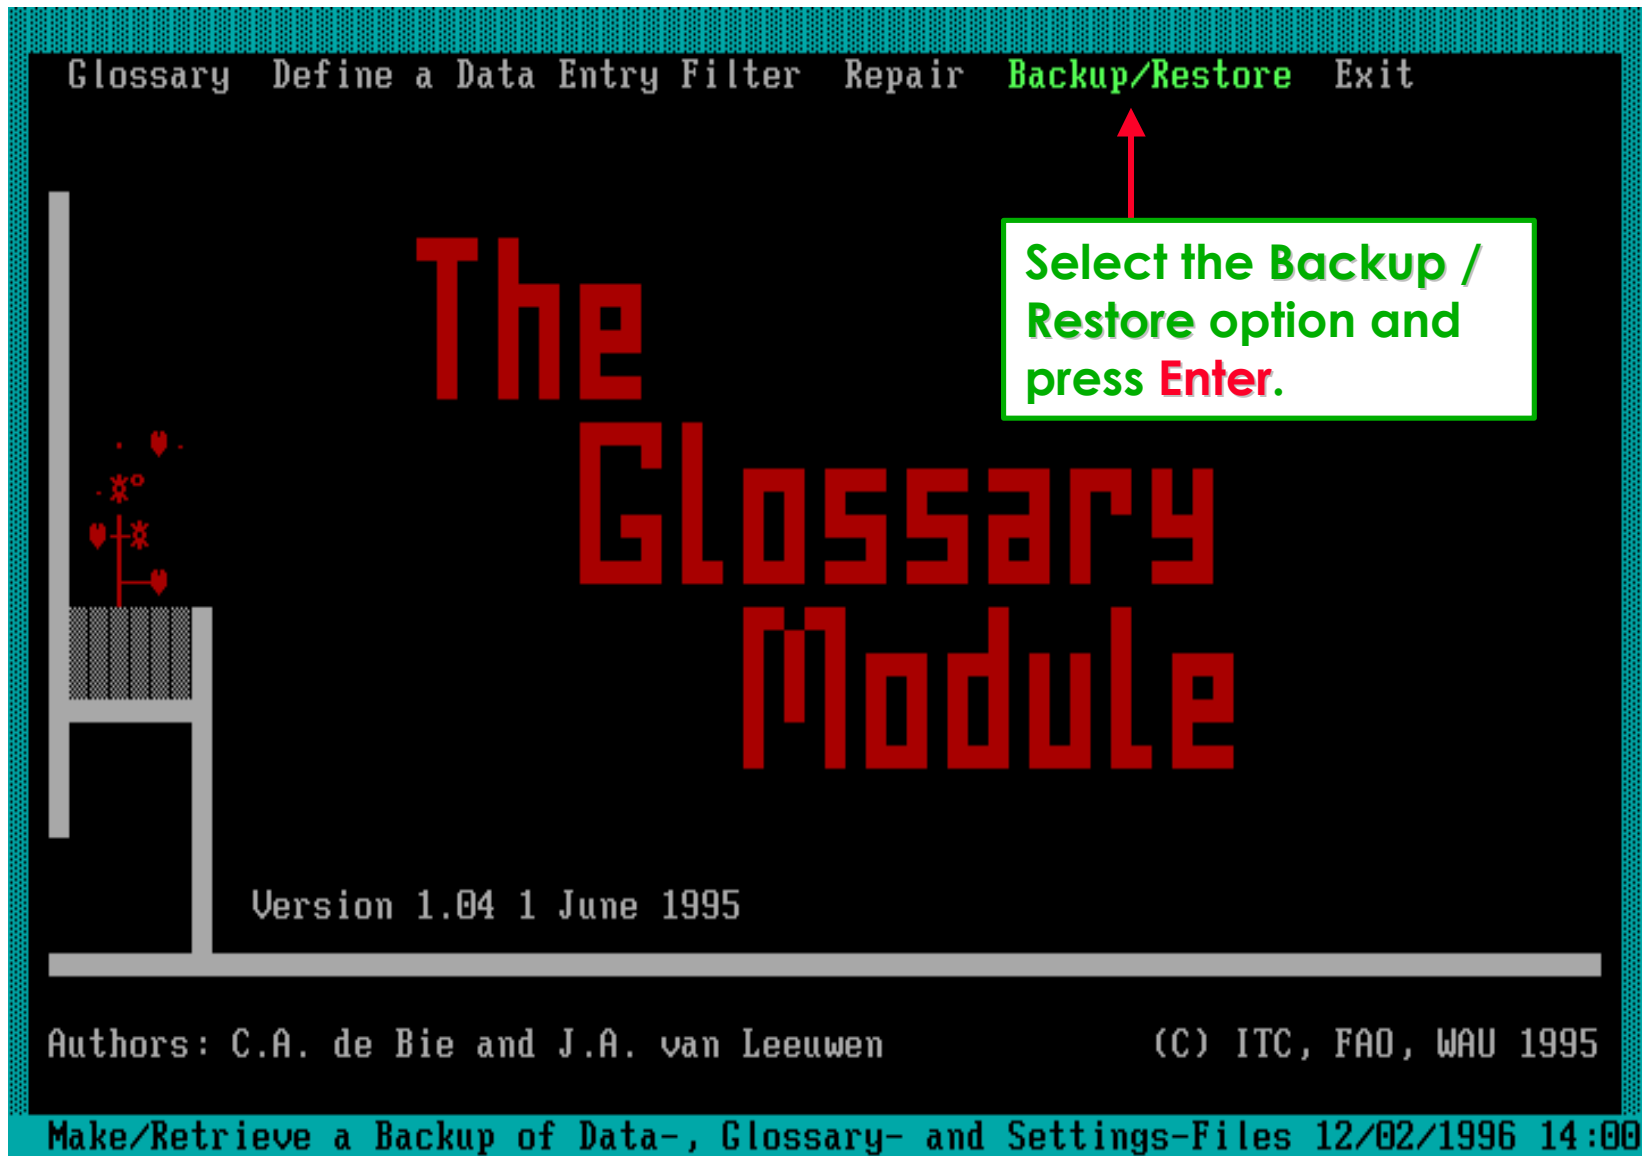 Glossary Define a Data Entry Filter Repair Backup/Restore Exit
Select the Backup /
Restore option and
press Enter.
The
Glossary
Module
Version 1.04 1 June 1995
Authors: C.A. de Bie and J.A. van Leeuwen (C) ITC, FAO, WAU 1995
Make/Retrieve a Backup of Data-, Glossary- and Settings-Files 12/02/1996 14:00